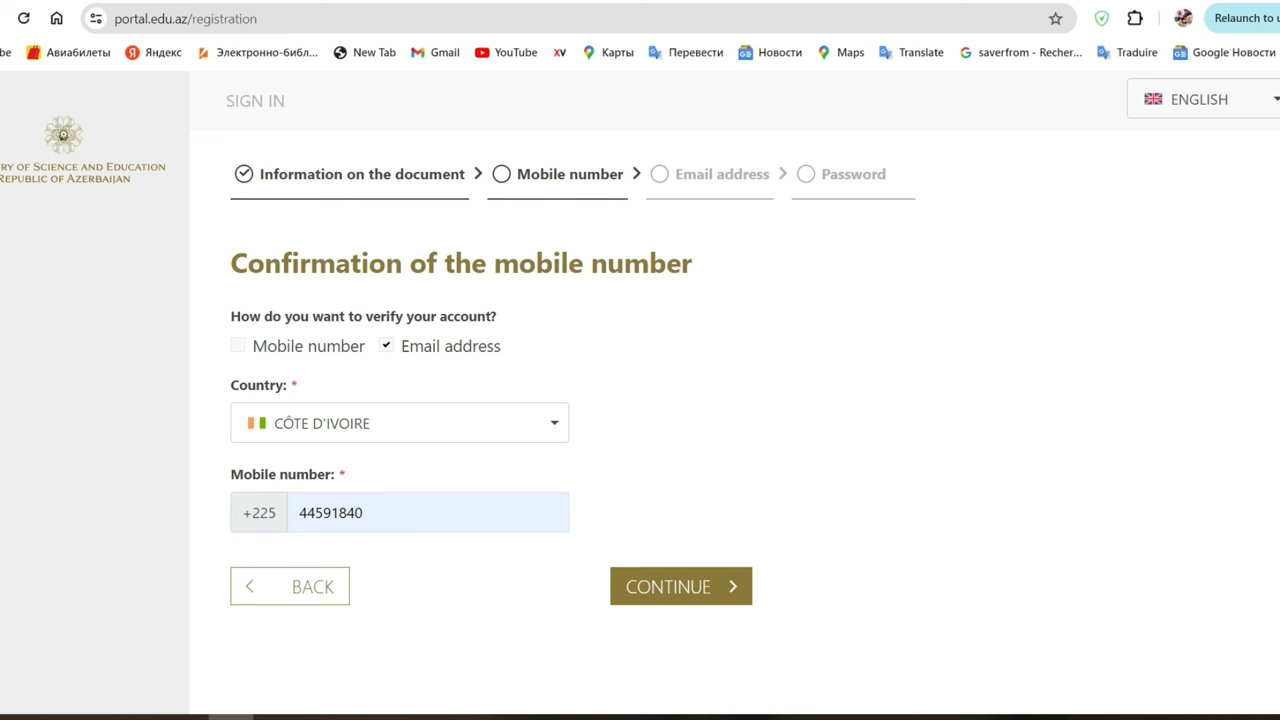 portal.edu.az/registration
Relaunch to u
be Авиабилеты Яндекс Электронно-библ... New Tab Gmail YouTube XV Карты Перевести Новости Maps Translate saverfrom - Recher... Traduire Google Новости
SIGN IN
ENGLISH
RY OF SCIENCE AND EDUCATION
REPUBLIC OF AZERBAIJAN
Information on the document Mobile number Email address Password
Confirmation of the mobile number
How do you want to verify your account?
Mobile number Email address
Country: *
CÔTE D'IVOIRE
Mobile number: *
+225 44591840
BACK CONTINUE